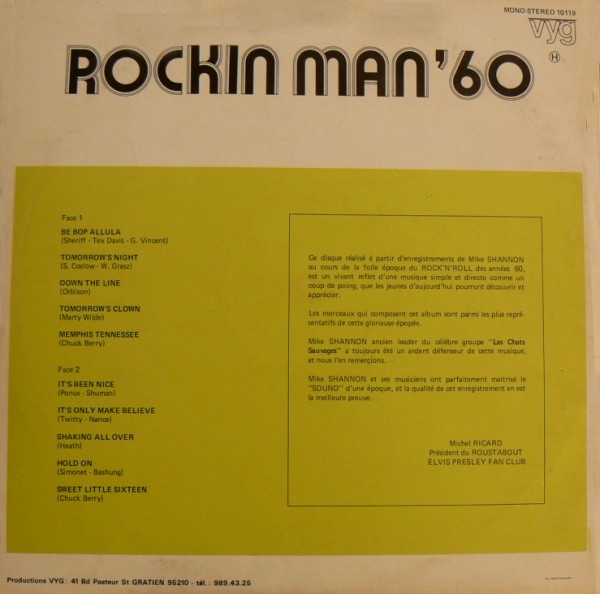 MONO-STEREO 10119
vyg
H
ROCKIN MAN '60
Face 1
BE BOP ALLULA
(Sheriff - Tex Davis - G. Vincent)
TOMORROW'S NIGHT
(S. Coslow - W. Grasz)
DOWN THE LINE
(Orbison)
TOMORROW'S CLOWN
(Marty Wilde)
MEMPHIS TENNESSEE
(Chuck Berry)
Face 2
IT'S BEEN NICE
(Pomus - Shuman)
IT'S ONLY MAKE BELIEVE
(Twitty - Nance)
SHAKING ALL OVER
(Heath)
HOLD ON
(Simonet - Bashung)
SWEET LITTLE SIXTEEN
(Chuck Berry)
Ce disque réalisé à partir d'enregistrements de Mike SHANNON
au cours de la folle époque du ROCK'N'ROLL des années 60,
est un vivant reflet d'une musique simple et directe comme un
coup de poing, que les jeunes d'aujourd'hui pourront découvrir et
apprécier.
Les morceaux qui composent cet album sont parmi les plus repré-
sentatifs de cette glorieuse épopée.
Mike SHANNON ancien leader du célèbre groupe "Les Chats
Sauvages" a toujours été un ardent défenseur de cette musique,
et nous l'en remerçions.
Mike SHANNON et ses musiciens ont parfaitement maitrisé le
"SOUND" d'une époque, et la qualité de cet enregistrement en est
la meilleure preuve.
Michel RICARD
Président du ROUSTABOUT
ELVIS PRESLEY FAN CLUB
Productions VYG : 41 Bd Pasteur St GRATIEN 95210 - tél. : 989.43.25